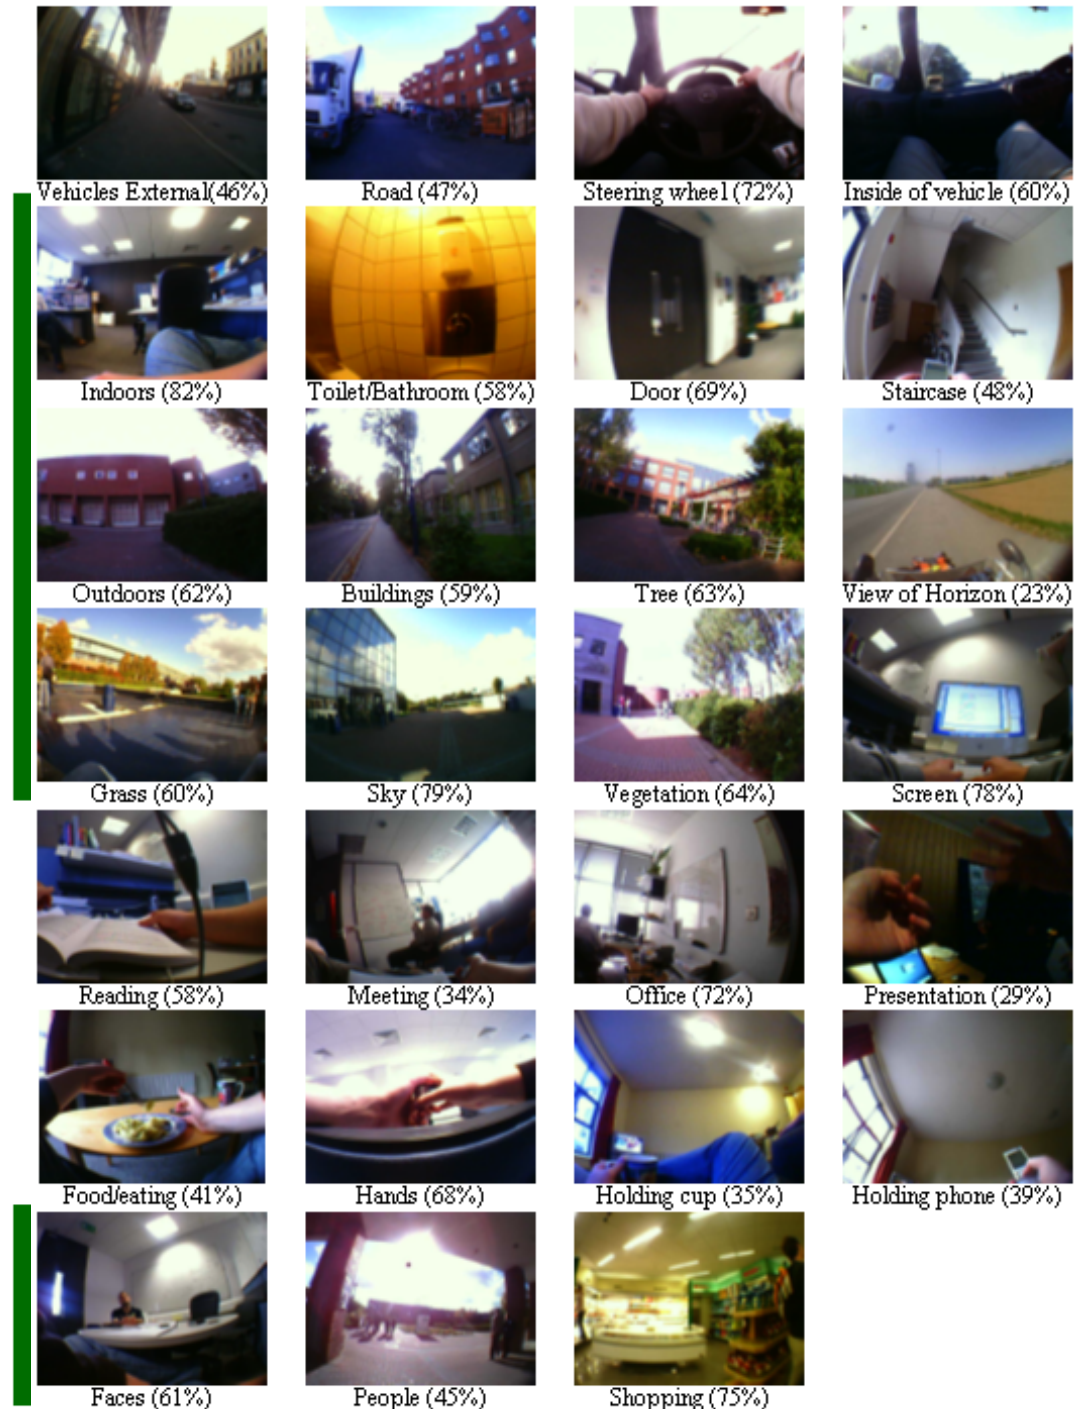 Vehicles External(46%) Road (47%) Steering wheel (72%) Inside of vehicle (60%)
Indoors (82%) Toilet/Bathroom (58%) Door (69%) Staircase (48%)
Outdoors (62%) Buildings (59%) Tree (63%) View of Horizon (23%)
Grass (60%) Sky (79%) Vegetation (64%) Screen (78%)
Reading (58%) Meeting (34%) Office (72%) Presentation (29%)
Food/eating (41%) Hands (68%) Holding cup (35%) Holding phone (39%)
Faces (61%) People (45%) Shopping (75%)